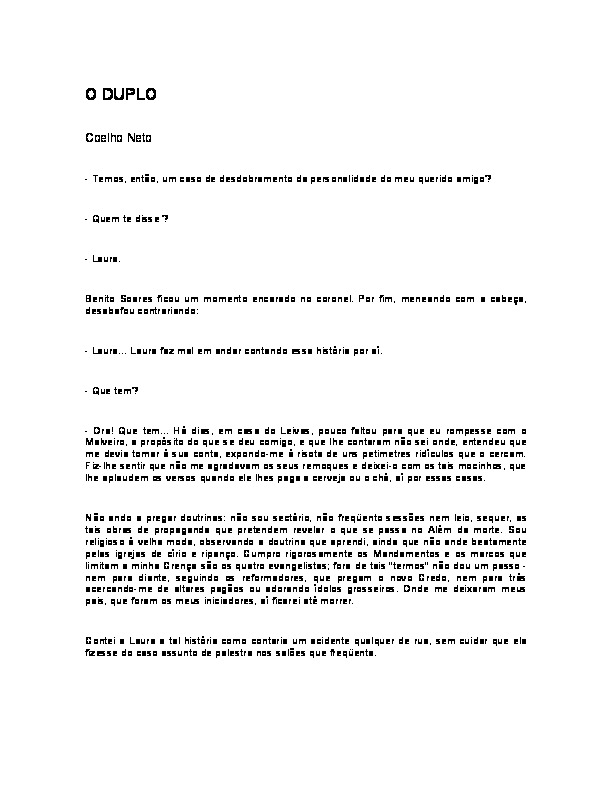 O DUPLO
Coelho Neto
- Temos, então, um caso de desdobramento da personalidade do meu querido amigo?
- Quem te disse?
- Laura.
Benito Soares ficou um momento encarado no coronel. Por fim, meneando com a cabeça,
desabafou contrariando:
- Laura... Laura faz mal em andar contando essa história por aí.
- Que tem?
- Ora! Que tem... Há dias, em casa do Leivas, pouco faltou para que eu rompesse com o
Malveiro, a propósito do que se deu comigo, e que lhe contaram não sei onde, entendeu que
me devia tomar à sua conta, expondo-me à risota de uns petimetres ridículos que o cercam.
Fiz-lhe sentir que não me agradavam os seus remoques e deixei-o com os tais mocinhos, que
lhe aplaudem os versos quando ele lhes paga a cerveja ou o chá, aí por essas casas.
Não ando a pregar doutrinas: não sou sectário, não freqüento sessões nem leio, sequer, as
tais obras de propaganda que pretendem revelar o que se passa no Além da morte. Sou
religioso à velha moda, observando a doutrina que aprendi, ainda que não ande beatamente
pelas igrejas de círio e ripanço. Cumpro rigorosamente os Mandamentos e os marcos que
limitam a minha Crença são os quatro evangelistas; fora de tais "termos" não dou um passo -
nem para diante, seguindo os reformadores, que pregam o novo Credo, nem para trás
acercando-me de altares pagãos ou adorando ídolos grosseiros. Onde me deixaram meus
pais, que foram os meus iniciadores, aí ficarei até morrer.
Contei a Laura a tal história como contaria um acidente qualquer de rua, sem cuidar que ela
fizesse do caso assunto de palestra nos salões que freqüenta.